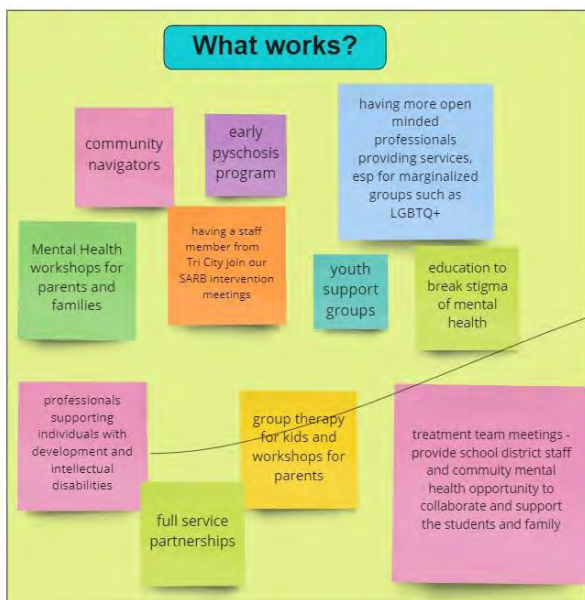 What works?
community
navigators
early
pyschosis
program
having more open
minded
professionals
providing services,
esp for marginalized
groups such as
LGBTQ+
Mental Health
workshops for
parents and
families
having a staff
member from
Tri City join our
SARB intervention
meetings
youth
support
groups
education to
break stigma
of mental
health
professionals
supporting
individuals with
development and
intellectual
disabilities
group therapy
for kids and
workshops for
parents
treatment team meetings -
provide school district staff
and commuity mental
health opportunity to
collaborate and support
the students and family
full service
partnerships